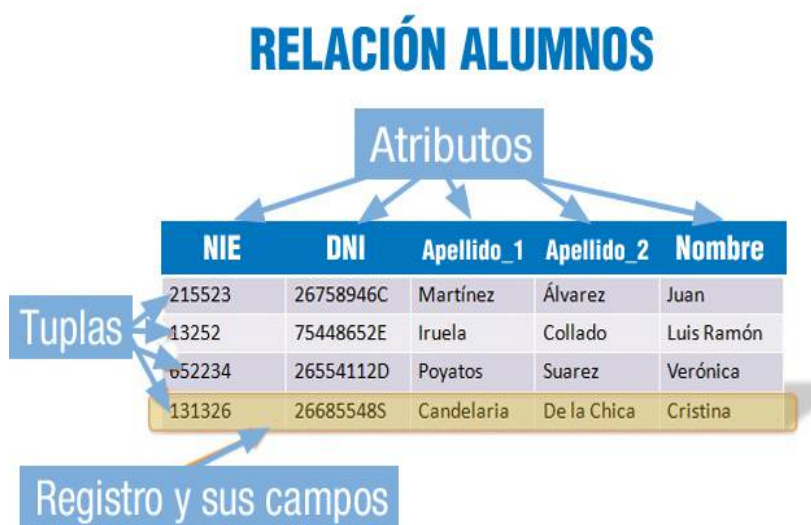 RELACIÓN ALUMNOS
Atributos
NIE DNI Apellido_1 Apellido_2 Nombre
215523 26758946C Martínez Álvarez Juan
Tuplas
13252 75448652E Iruela Collado Luis Ramón
652234 26554112D Poyatos Suarez Verónica
131326 26685548S Candelaria De la Chica Cristina
Registro y sus campos